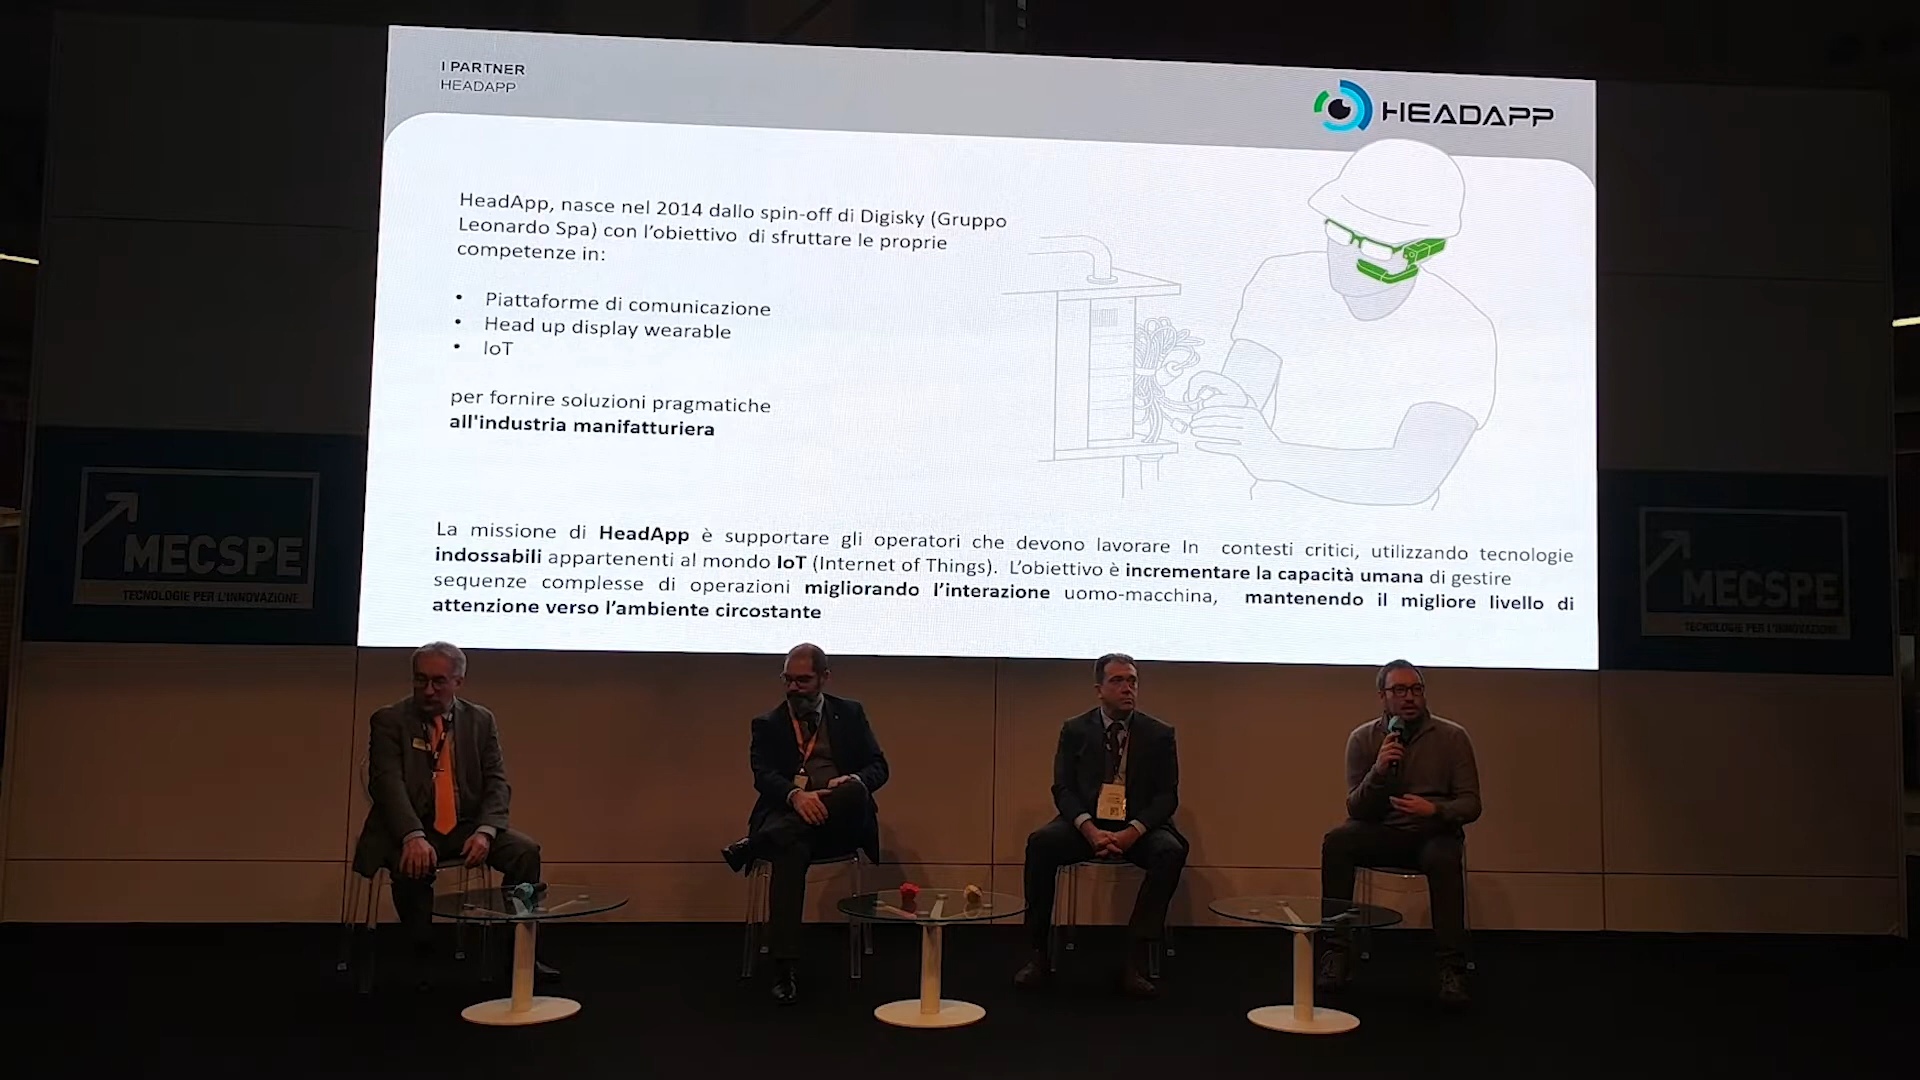 I PARTNER
HEADAPP
HEADAPP
HeadApp, nasce nel 2014 dallo spin-off di Digisky (Gruppo
Leonardo Spa) con l'obiettivo di sfruttare le proprie
competenze in:
• Piattaforme di comunicazione
• Head up display wearable
• IoT
per fornire soluzioni pragmatiche
all'industria manifatturiera
La missione di HeadApp è supportare gli operatori che devono lavorare In contesti critici, utilizzando tecnologie
indossabili appartenenti al mondo IoT (Internet of Things). L'obiettivo è incrementare la capacità umana di gestire
sequenze complesse di operazioni migliorando l'interazione uomo-macchina, mantenendo il migliore livello di
attenzione verso l'ambiente circostante
MECSPE
TECNOLOGIE PER L'INNOVAZIONE
MECSPE
TECNOLOGIE PER L'INNOVAZIONE